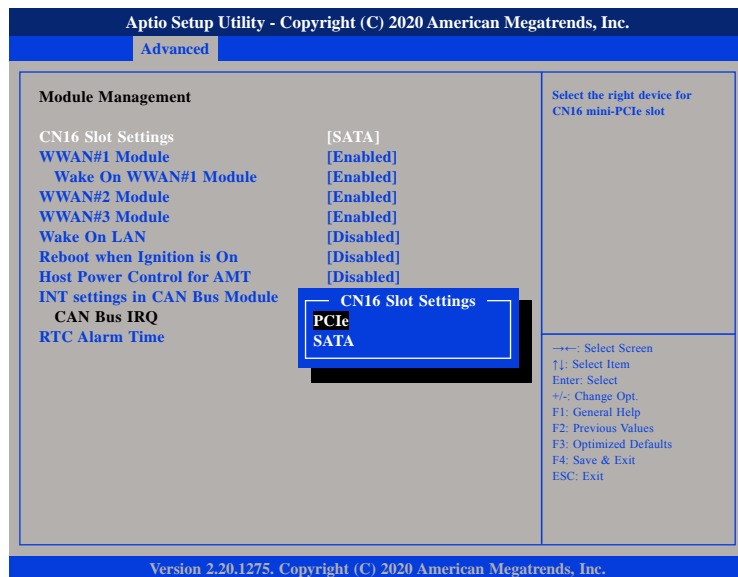 Aptio Setup Utility - Copyright (C) 2020 American Megatrends, Inc.
Advanced
Module Management
CN16 Slot Settings [SATA]
WWAN#1 Module [Enabled]
Wake On WWAN#1 Module [Enabled]
WWAN#2 Module [Enabled]
WWAN#3 Module [Enabled]
Wake On LAN [Disabled]
Reboot when Ignition is On [Disabled]
Host Power Control for AMT [Disabled]
INT settings in CAN Bus Module
CAN Bus IRQ
RTC Alarm Time
CN16 Slot Settings
PCIe
SATA
Select the right device for
CN16 mini-PCIe slot
→←: Select Screen
↑↓: Select Item
Enter: Select
+/-: Change Opt.
F1: General Help
F2: Previous Values
F3: Optimized Defaults
F4: Save & Exit
ESC: Exit
Version 2.20.1275. Copyright (C) 2020 American Megatrends, Inc.